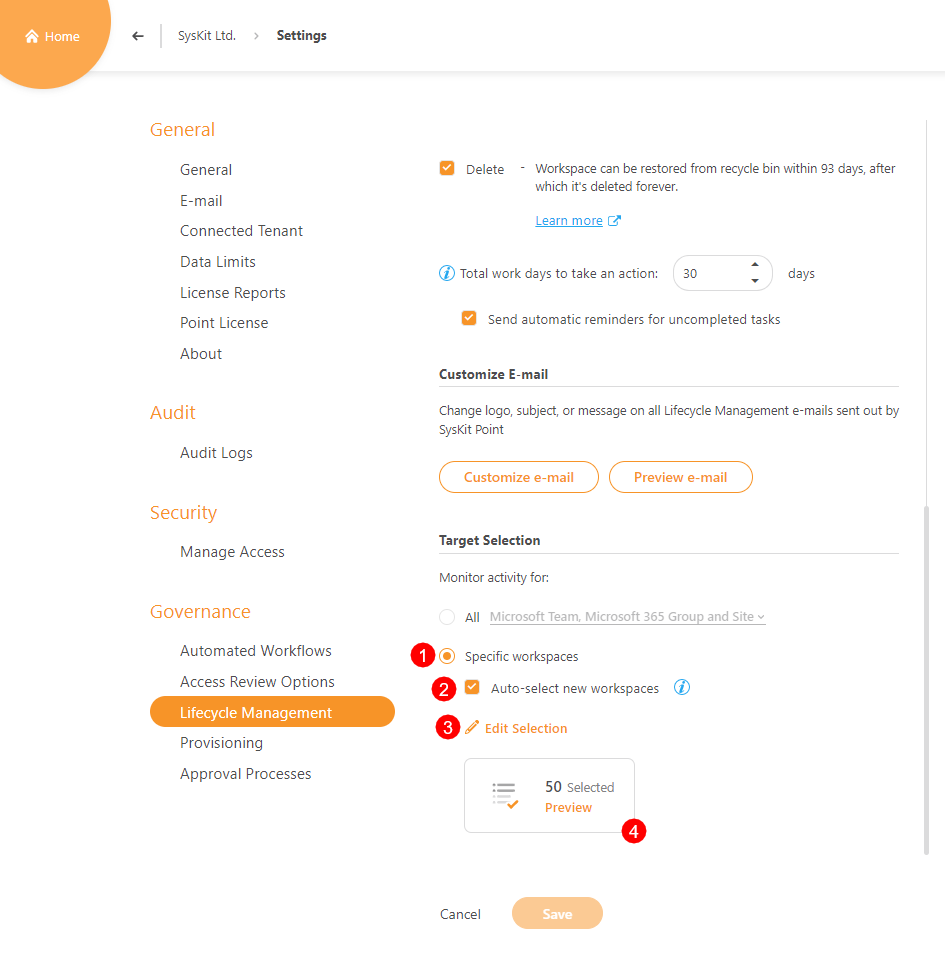 Home
SysKit Ltd. > Settings
General
General
E-mail
Connected Tenant
Data Limits
License Reports
Point License
About
Audit
Audit Logs
Security
Manage Access
Governance
Automated Workflows
Access Review Options
Lifecycle Management
Provisioning
Approval Processes
Delete - Workspace can be restored from recycle bin within 93 days, after
which it's deleted forever.
Learn more
i Total work days to take an action: 30 days
Send automatic reminders for uncompleted tasks
Customize E-mail
Change logo, subject, or message on all Lifecycle Management e-mails sent out by
SysKit Point
Customize e-mail Preview e-mail
Target Selection
Monitor activity for:
All Microsoft Team, Microsoft 365 Group and Site
1 Specific workspaces
2 Auto-select new workspaces i
3 Edit Selection
50 Selected
Preview
4
Cancel Save